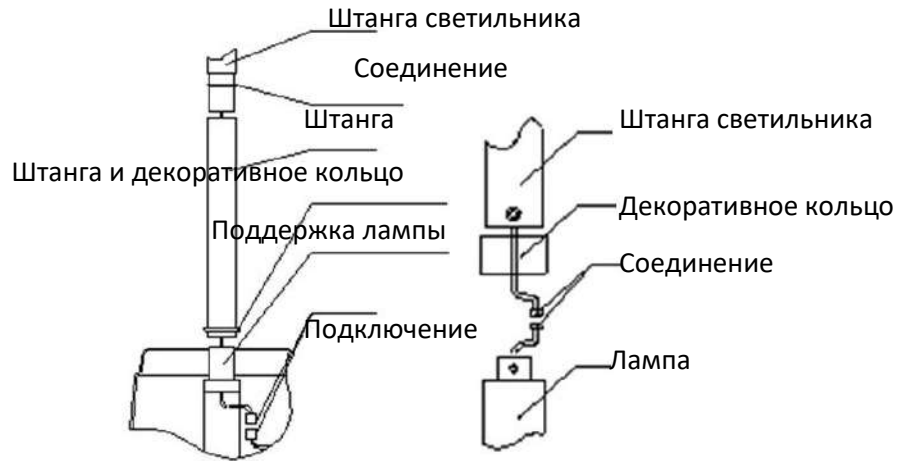 Штанга светильника
Соединение
Штанга
Штанга и декоративное кольцо
Поддержка лампы
Подключение
Штанга светильника
Декоративное кольцо
Соединение
Лампа